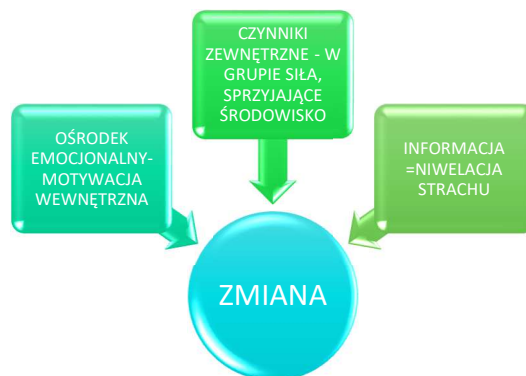 OŚRODEK
EMOCJONALNY-
MOTYWACJA
WEWNĘTRZNA
CZYNNIKI
ZEWNĘTRZNE - W
GRUPIE SIŁA,
SPRZYJAJĄCE
ŚRODOWISKO
INFORMACJA
=NIWELACJA
STRACHU
ZMIANA